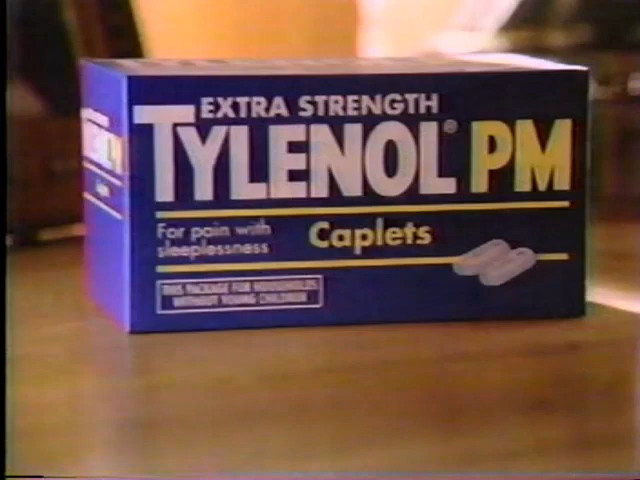 EXTRA STRENGTH
TYLENOL® PM
For pain with
sleeplessness
Caplets
THIS PACKAGE FOR HOUSEHOLDS
WITHOUT YOUNG CHILDREN